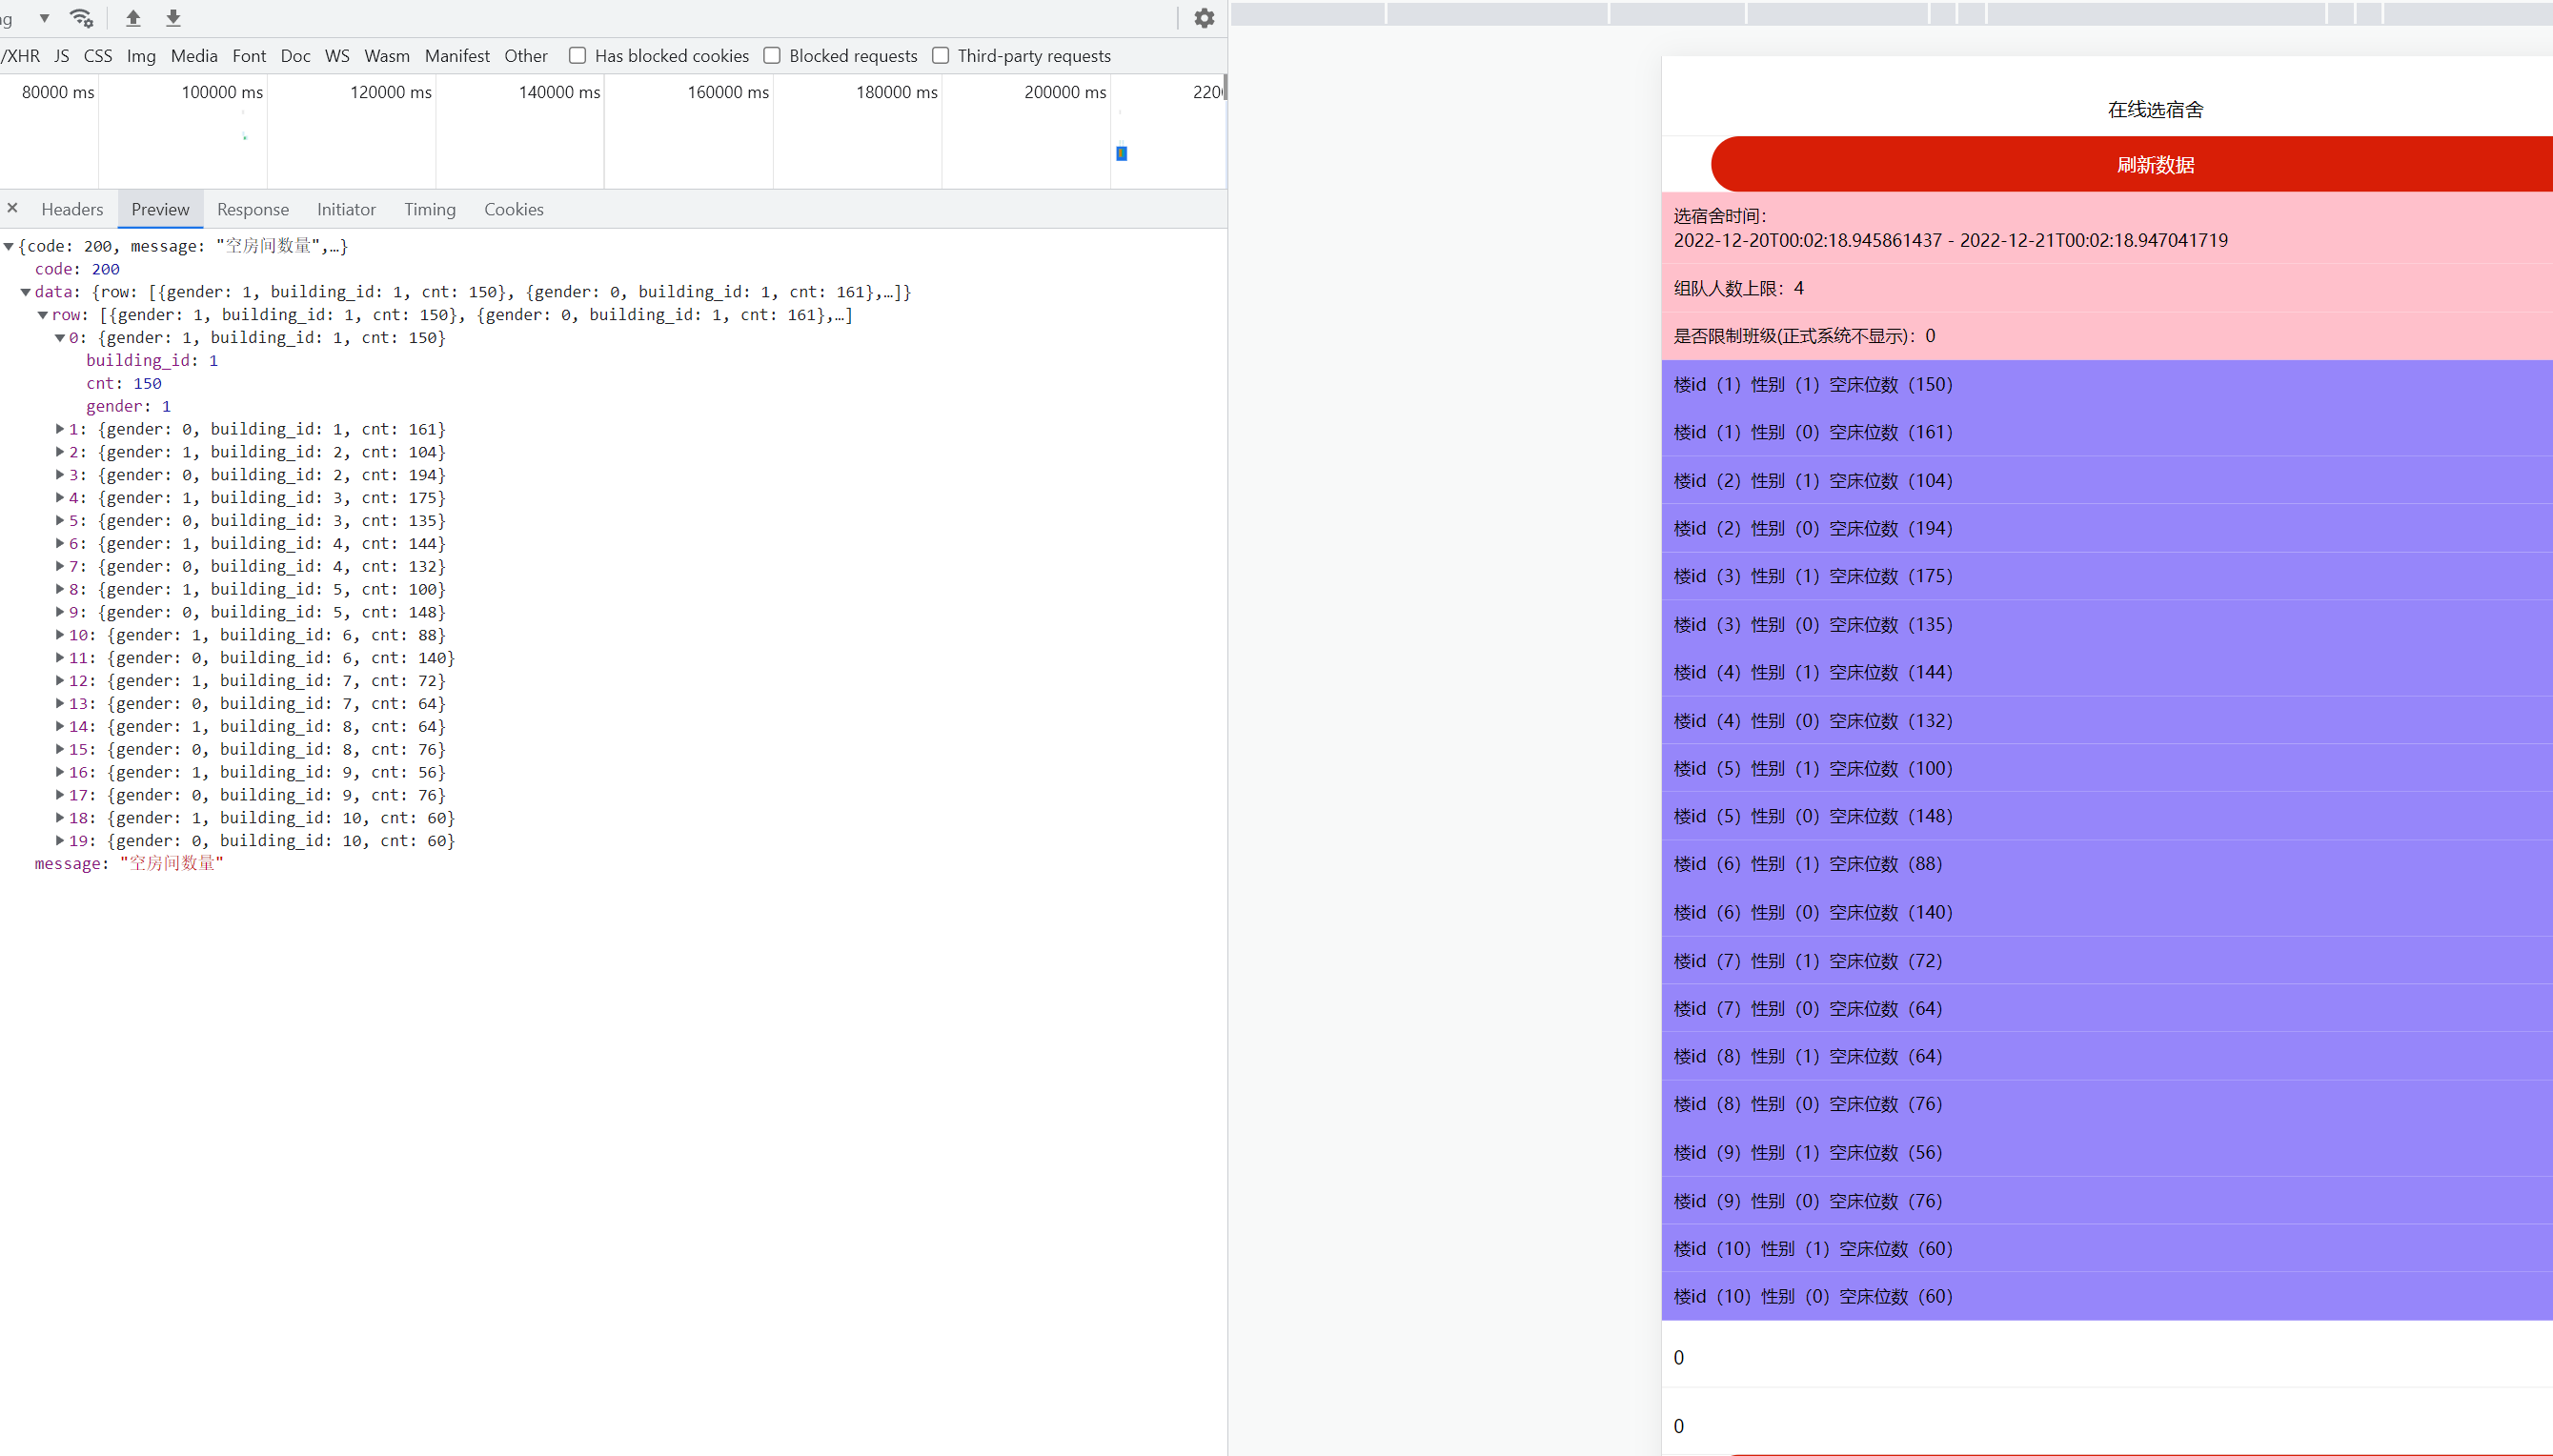 /XHR JS CSS Img Media Font Doc WS Wasm Manifest Other Has blocked cookies Blocked requests Third-party requests
80000 ms 100000 ms 120000 ms 140000 ms 160000 ms 180000 ms 200000 ms
Headers Preview Response Initiator Timing Cookies
{code: 200, message: "空房间数量",…}
code: 200
data: {row: [{gender: 1, building_id: 1, cnt: 150}, {gender: 0, building_id: 1, cnt: 161},…]}
row: [{gender: 1, building_id: 1, cnt: 150}, {gender: 0, building_id: 1, cnt: 161},…]
0: {gender: 1, building_id: 1, cnt: 150}
building_id: 1
cnt: 150
gender: 1
1: {gender: 0, building_id: 1, cnt: 161}
2: {gender: 1, building_id: 2, cnt: 104}
3: {gender: 0, building_id: 2, cnt: 194}
4: {gender: 1, building_id: 3, cnt: 175}
5: {gender: 0, building_id: 3, cnt: 135}
6: {gender: 1, building_id: 4, cnt: 144}
7: {gender: 0, building_id: 4, cnt: 132}
8: {gender: 1, building_id: 5, cnt: 100}
9: {gender: 0, building_id: 5, cnt: 148}
10: {gender: 1, building_id: 6, cnt: 88}
11: {gender: 0, building_id: 6, cnt: 140}
12: {gender: 1, building_id: 7, cnt: 72}
13: {gender: 0, building_id: 7, cnt: 64}
14: {gender: 1, building_id: 8, cnt: 64}
15: {gender: 0, building_id: 8, cnt: 76}
16: {gender: 1, building_id: 9, cnt: 56}
17: {gender: 0, building_id: 9, cnt: 76}
18: {gender: 1, building_id: 10, cnt: 60}
19: {gender: 0, building_id: 10, cnt: 60}
message: "空房间数量"
在线选宿舍
刷新数据
选宿舍时间：
2022-12-20T00:02:18.945861437 - 2022-12-21T00:02:18.947041719
组队人数上限：4
是否限制班级(正式系统不显示)：0
楼id（1）性别（1）空床位数（150）
楼id（1）性别（0）空床位数（161）
楼id（2）性别（1）空床位数（104）
楼id（2）性别（0）空床位数（194）
楼id（3）性别（1）空床位数（175）
楼id（3）性别（0）空床位数（135）
楼id（4）性别（1）空床位数（144）
楼id（4）性别（0）空床位数（132）
楼id（5）性别（1）空床位数（100）
楼id（5）性别（0）空床位数（148）
楼id（6）性别（1）空床位数（88）
楼id（6）性别（0）空床位数（140）
楼id（7）性别（1）空床位数（72）
楼id（7）性别（0）空床位数（64）
楼id（8）性别（1）空床位数（64）
楼id（8）性别（0）空床位数（76）
楼id（9）性别（1）空床位数（56）
楼id（9）性别（0）空床位数（76）
楼id（10）性别（1）空床位数（60）
楼id（10）性别（0）空床位数（60）
0
0